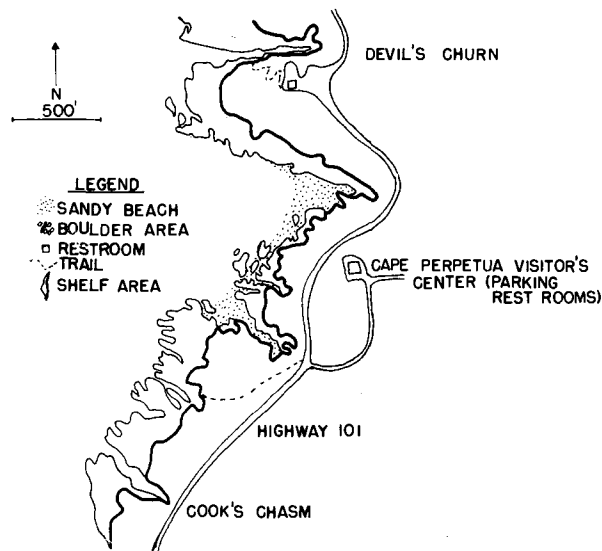 DEVIL'S CHURN
N
500'
LEGEND
SANDY BEACH
BOULDER AREA
RESTROOM
TRAIL
SHELF AREA
CAPE PERPETUA VISITOR'S
CENTER (PARKING
REST ROOMS)
HIGHWAY 101
COOK'S CHASM